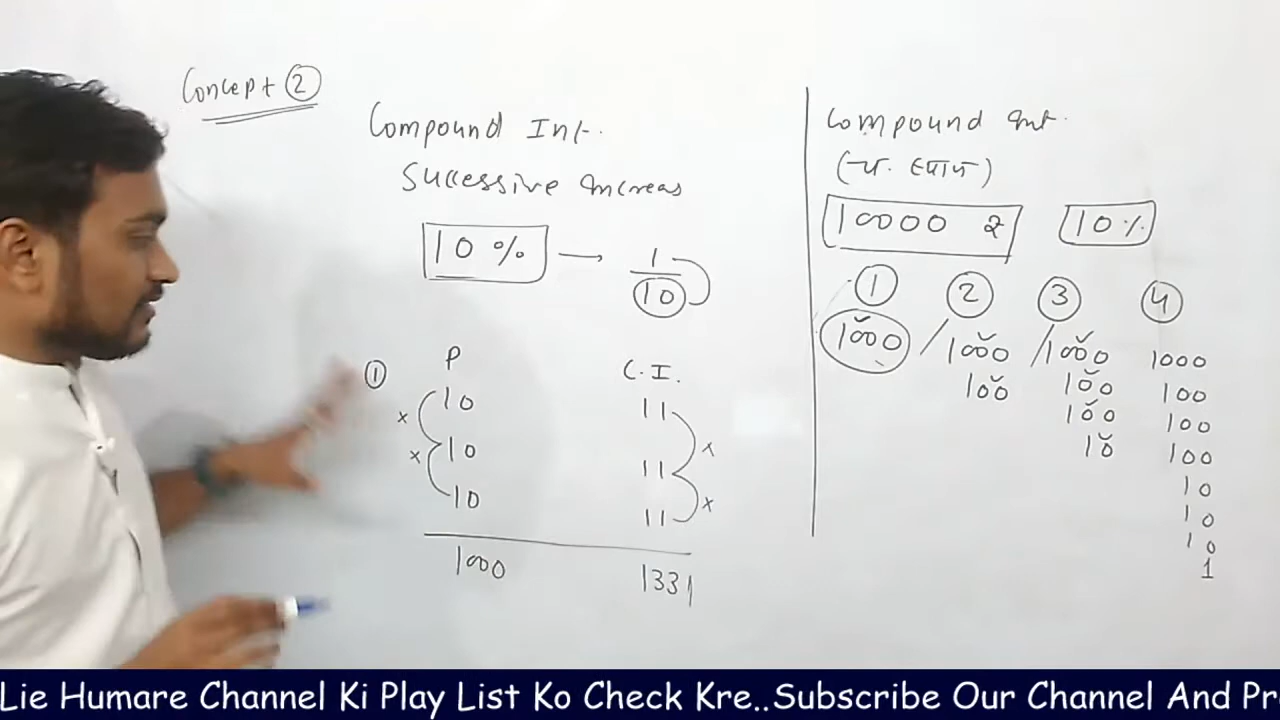 Concept ②
Compound Int.
Successive Increas
10 % → 1/10
P C.I.
① 10 11
× 10 11 ×
× 10 11 ×
1000 1331
Compound Int.
(च. ब्याज)
10000 ₹ 10%
① ② ③ ④
1000 / 1000 / 1000 1000
100 100 100
100 100
10 100
10
10
10
1
Lie Humare Channel Ki Play List Ko Check Kre..Subscribe Our Channel And Pr